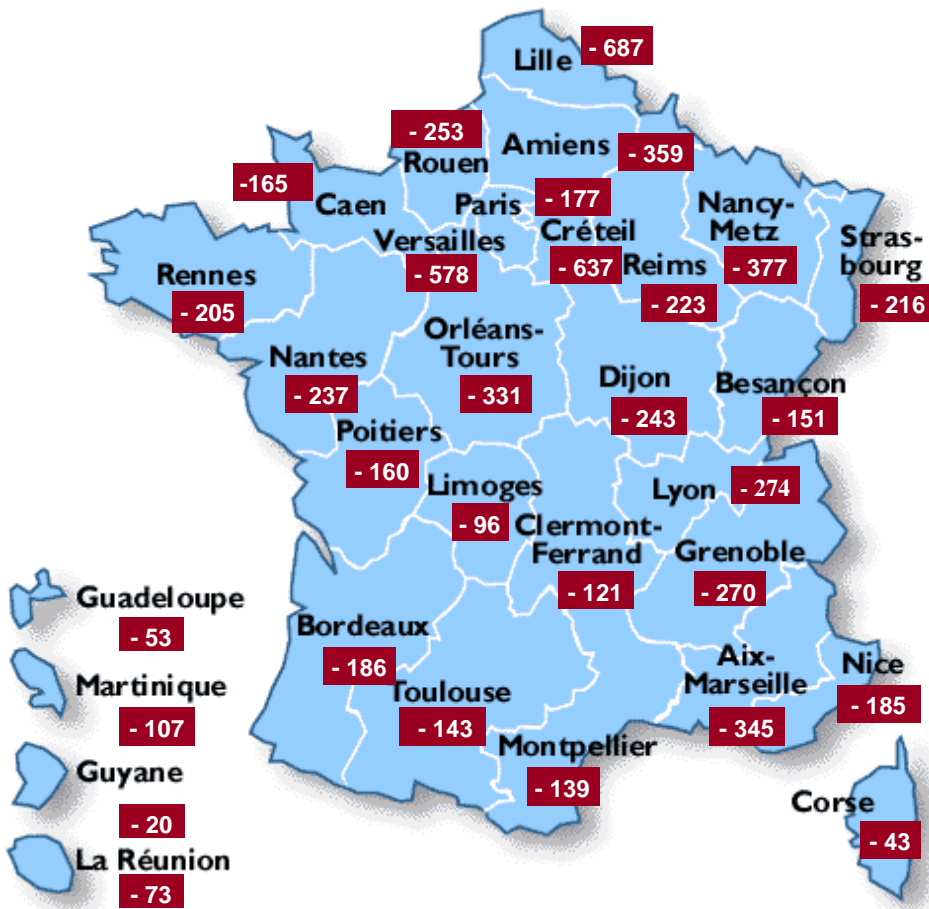 Lille
- 687
- 253
Rouen
Amiens
- 359
-165
Caen
Paris
- 177
Versailles
- 578
Créteil
- 637
Reims
- 223
Nancy-
Metz
- 377
Stras-
bourg
- 216
Rennes
- 205
Nantes
- 237
Orléans-
Tours
- 331
Dijon
- 243
Besançon
- 151
Poitiers
- 160
Limoges
- 96
Clermont-
Ferrand
- 121
Lyon
- 274
Grenoble
- 270
Bordeaux
- 186
Toulouse
- 143
Montpellier
- 139
Aix-
Marseille
- 345
Nice
- 185
Corse
- 43
Guadeloupe
- 53
Martinique
- 107
Guyane
- 20
La Réunion
- 73